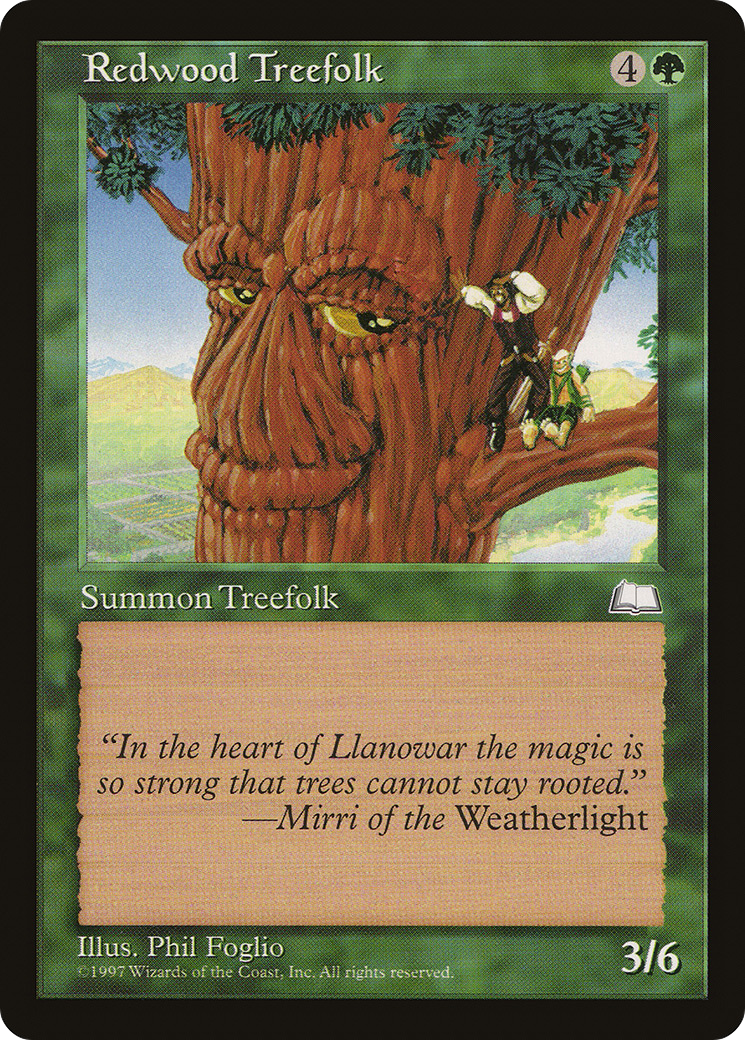 Redwood Treefolk 4
Summon Treefolk
“In the heart of Llanowar the magic is
so strong that trees cannot stay rooted.”
—Mirri of the Weatherlight
Illus. Phil Foglio
©1997 Wizards of the Coast, Inc. All rights reserved.
3/6